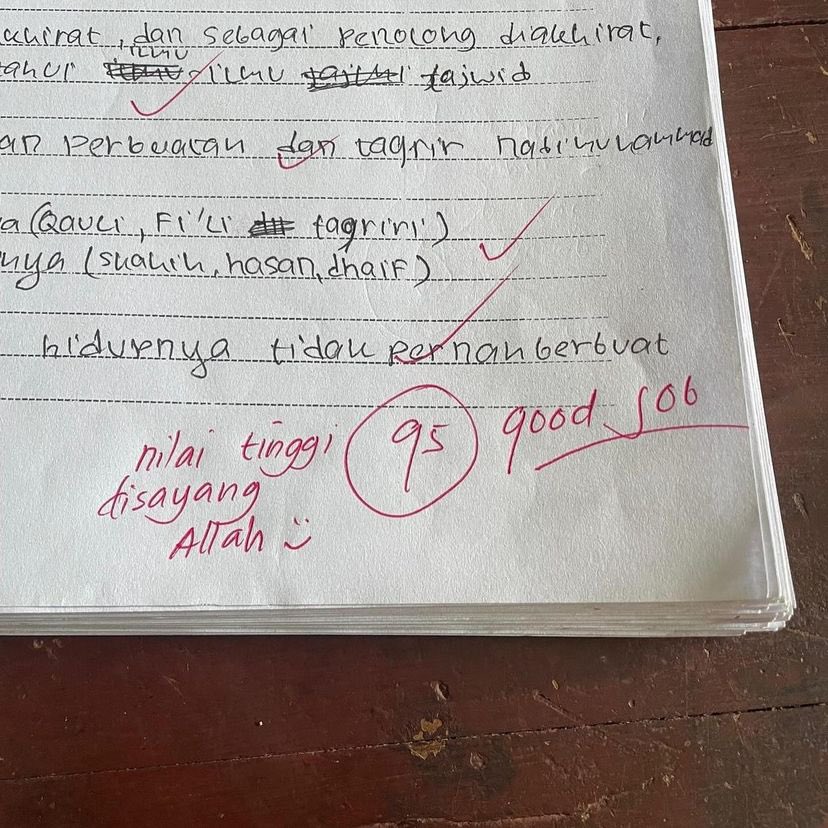 akhirat, dan sebagai penolong diakhirat,
ilmu
tahui ilmu tajwid
an perbuatan dan taqrir nabi muhammad
a (Qauli, Fi'li taqriri)
nya (shahih, hasan, dhaif)
hidupnya tidak pernah berbuat
nilai tinggi 95 good Job
disayang
Allah